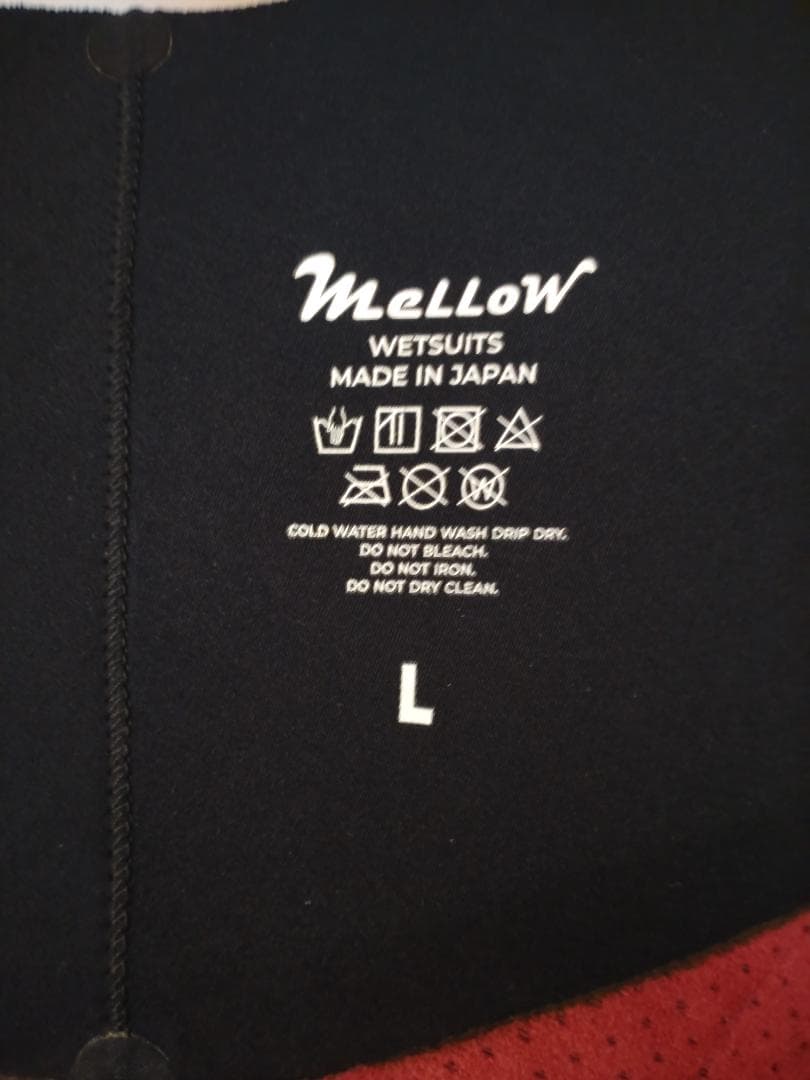 MeLLoW
WETSUITS
MADE IN JAPAN
W
COLD WATER HAND WASH DRIP DRY.
DO NOT BLEACH.
DO NOT IRON.
DO NOT DRY CLEAN.
L